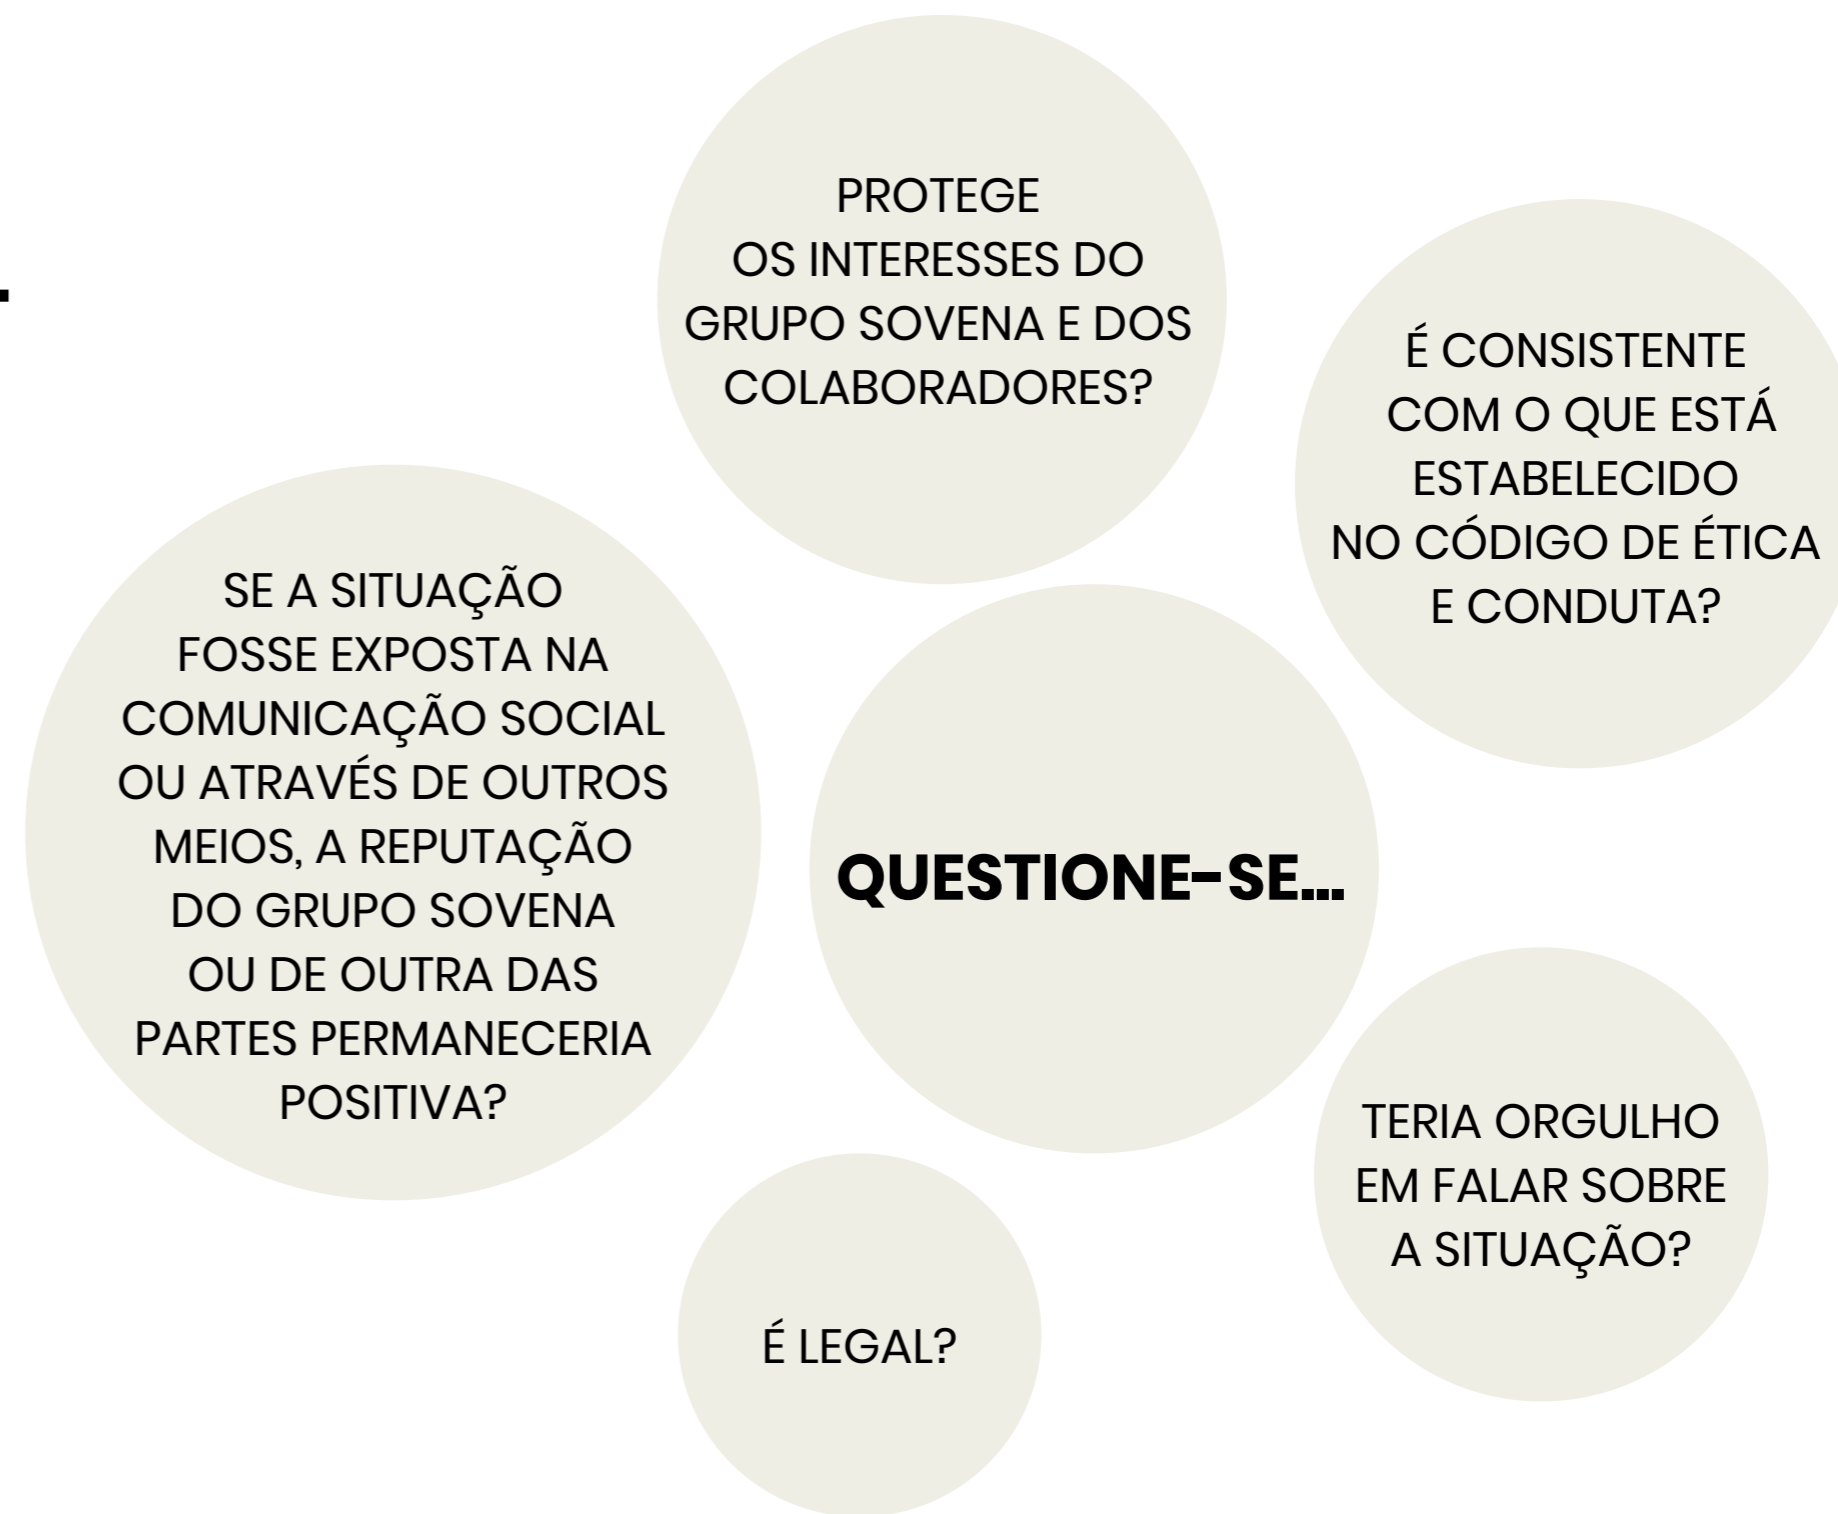 PROTEGE
OS INTERESSES DO
GRUPO SOVENA E DOS
COLABORADORES?
É CONSISTENTE
COM O QUE ESTÁ
ESTABELECIDO
NO CÓDIGO DE ÉTICA
E CONDUTA?
SE A SITUAÇÃO
FOSSE EXPOSTA NA
COMUNICAÇÃO SOCIAL
OU ATRAVÉS DE OUTROS
MEIOS, A REPUTAÇÃO
DO GRUPO SOVENA
OU DE OUTRA DAS
PARTES PERMANECERIA
POSITIVA?
QUESTIONE-SE...
TERIA ORGULHO
EM FALAR SOBRE
A SITUAÇÃO?
É LEGAL?